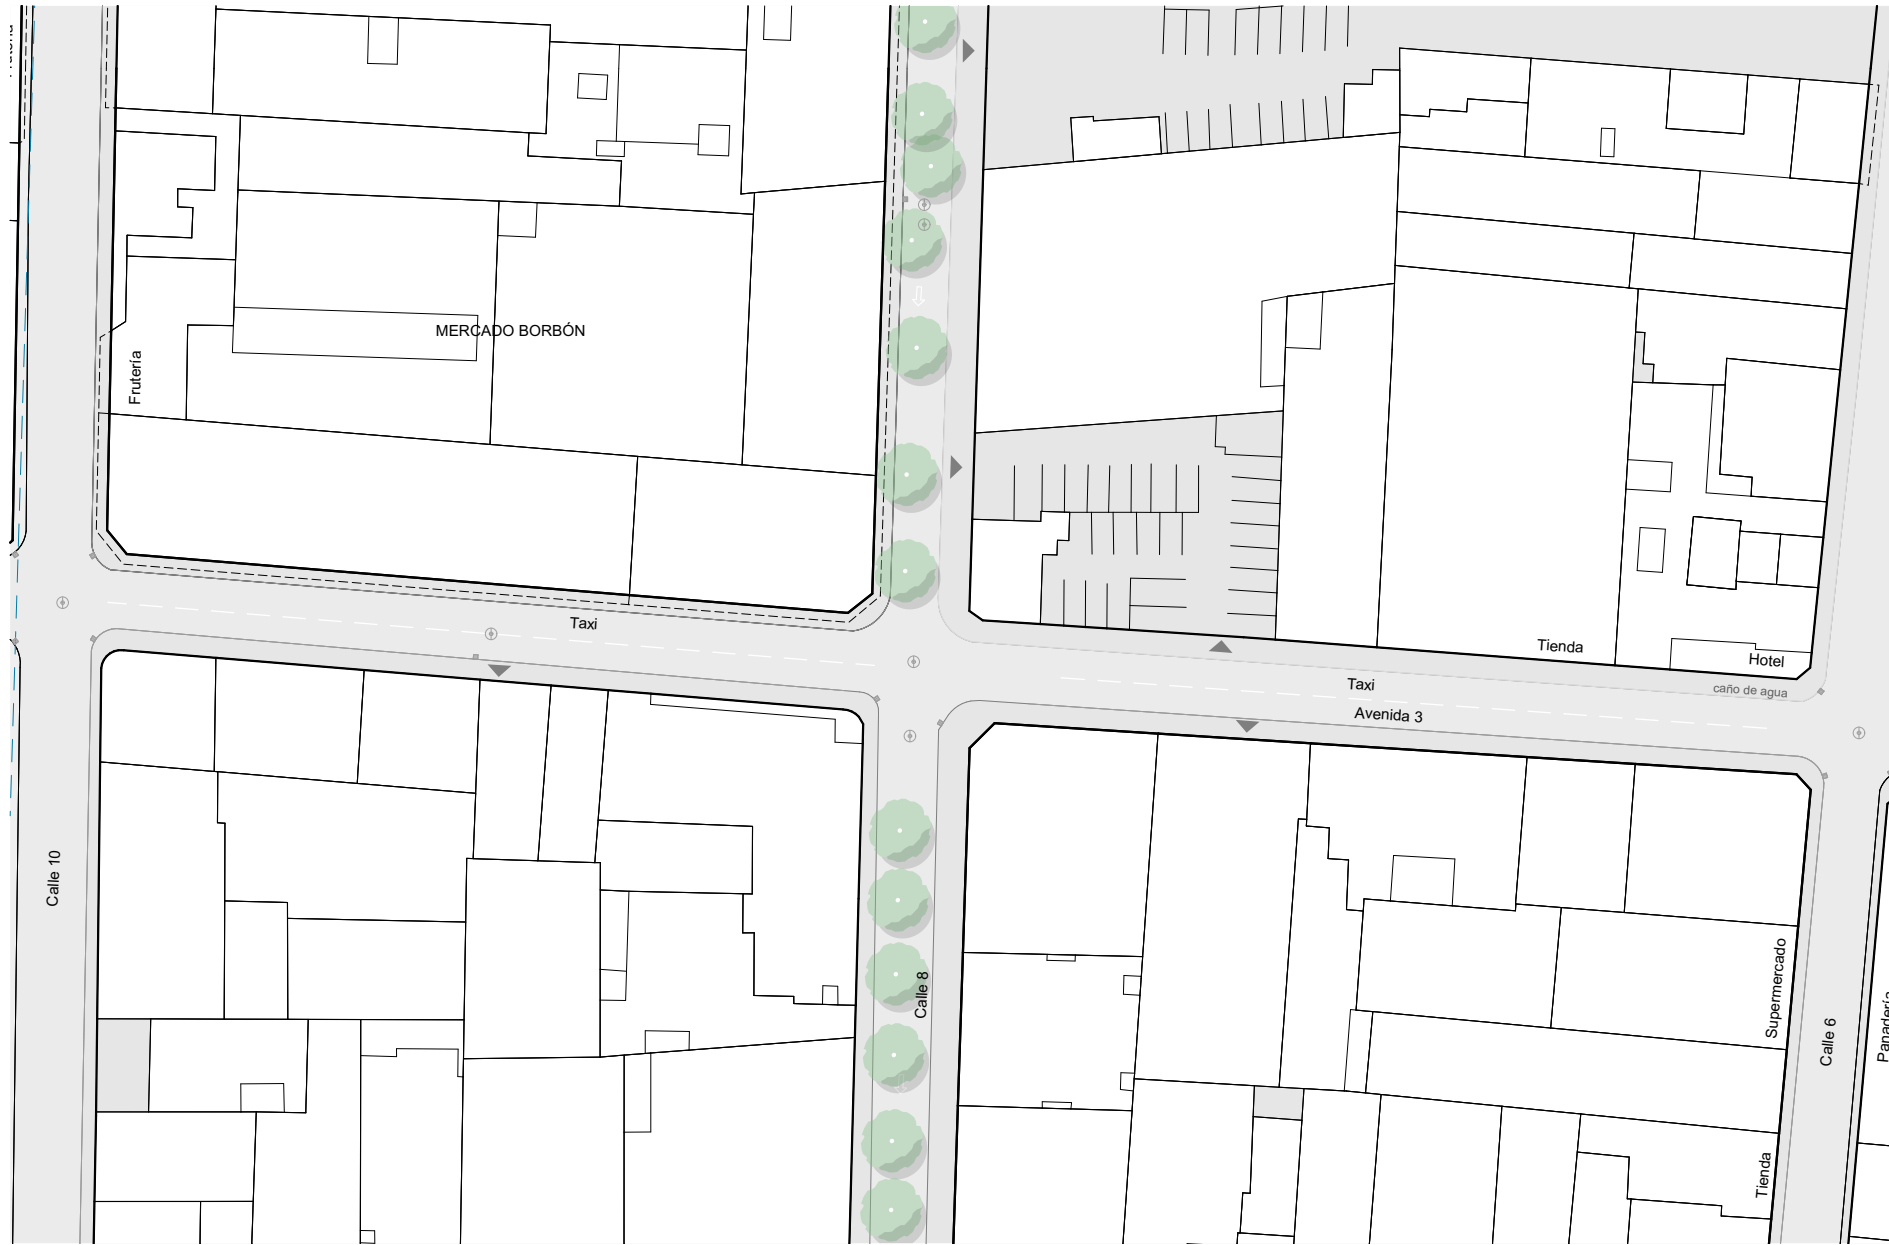 MERCADO BORBÓN
Frutería
Taxi
Tienda
Hotel
Taxi
caño de agua
Avenida 3
Calle 10
Calle 8
Supermercado
Calle 6
Panadería
Tienda